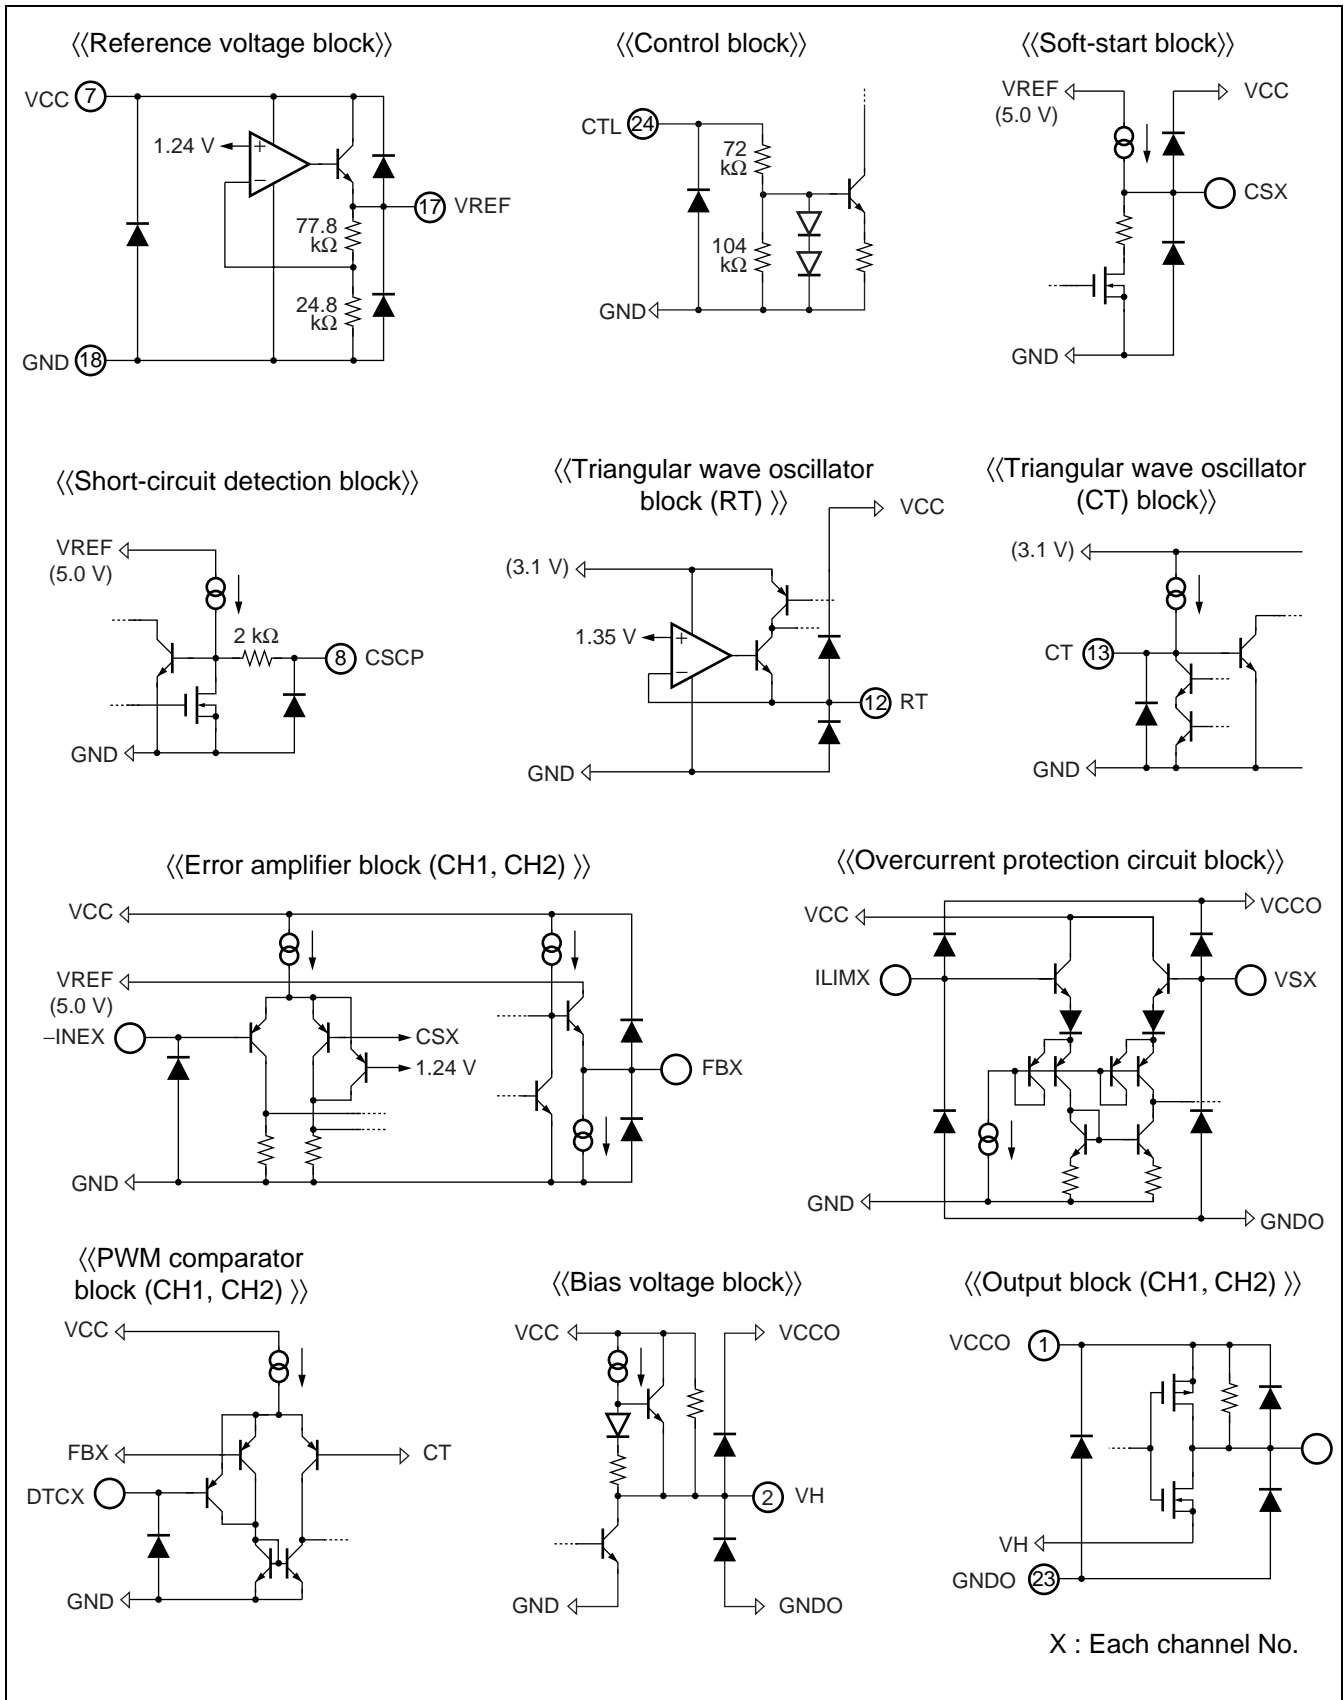 ⟨⟨Reference voltage block⟩⟩
VCC 7
1.24 V
+
−
17 VREF
77.8
kΩ
24.8
kΩ
GND 18
⟨⟨Control block⟩⟩
CTL 24
72
kΩ
104
kΩ
GND
⟨⟨Soft-start block⟩⟩
VREF
(5.0 V)
VCC
CSX
GND
⟨⟨Short-circuit detection block⟩⟩
VREF
(5.0 V)
2 kΩ
8 CSCP
GND
⟨⟨Triangular wave oscillator
block (RT) ⟩⟩
VCC
(3.1 V)
1.35 V
+
−
12 RT
GND
⟨⟨Triangular wave oscillator
(CT) block⟩⟩
(3.1 V)
CT 13
GND
⟨⟨Error amplifier block (CH1, CH2) ⟩⟩
VCC
VREF
(5.0 V)
−INEX
CSX
1.24 V
FBX
GND
⟨⟨Overcurrent protection circuit block⟩⟩
VCCO
VCC
ILIMX
VSX
GND
GNDO
⟨⟨PWM comparator
block (CH1, CH2) ⟩⟩
VCC
FBX
CT
DTCX
GND
⟨⟨Bias voltage block⟩⟩
VCC
VCCO
2 VH
GND
GNDO
⟨⟨Output block (CH1, CH2) ⟩⟩
VCCO 1
VH
GNDO 23
X : Each channel No.